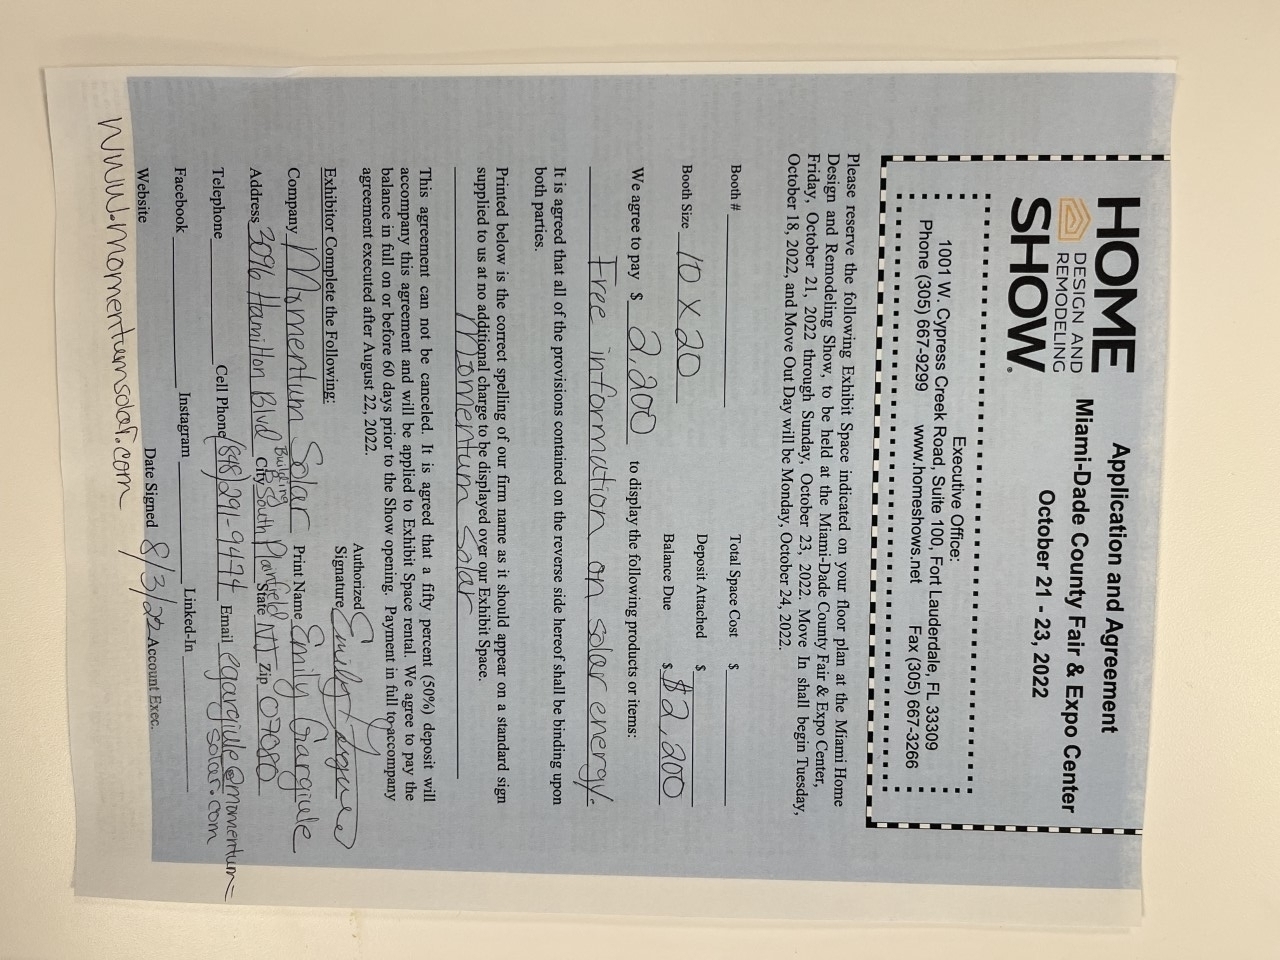 HOME
DESIGN AND
REMODELING
SHOW®
Application and Agreement
Miami-Dade County Fair & Expo Center
October 21 - 23, 2022
Executive Office:
1001 W. Cypress Creek Road, Suite 100, Fort Lauderdale, FL 33309
Phone (305) 667-9299 www.homeshows.net Fax (305) 667-3266
Please reserve the following Exhibit Space indicated on your floor plan at the Miami Home
Design and Remodeling Show, to be held at the Miami-Dade County Fair & Expo Center,
Friday, October 21, 2022 through Sunday, October 23, 2022. Move In shall begin Tuesday,
October 18, 2022, and Move Out Day will be Monday, October 24, 2022.
Booth # Total Space Cost $
Deposit Attached $
Booth Size 10 x 20 Balance Due $ $2,200
We agree to pay $ 2,200 to display the following products or items:
Free information on solar energy.
It is agreed that all of the provisions contained on the reverse side hereof shall be binding upon
both parties.
Printed below is the correct spelling of our firm name as it should appear on a standard sign
supplied to us at no additional charge to be displayed over our Exhibit Space.
Momentum Solar
This agreement can not be canceled. It is agreed that a fifty percent (50%) deposit will
accompany this agreement and will be applied to Exhibit Space rental. We agree to pay the
balance in full on or before 60 days prior to the Show opening. Payment in full to accompany
agreement executed after August 22, 2022.
Authorized
Exhibitor Complete the Following: Signature
Company Momentum Solar Print Name Emily Gargiule
Address 3096 Hamilton Blvd Building B City South Plainfield State NJ Zip 07080
Telephone Cell Phone (848) 291-9474 Email egargiule@momentum-
solar.com
Facebook Instagram Linked-In
Website Date Signed 8/3/22 Account Exec.
www.momentumsolar.com